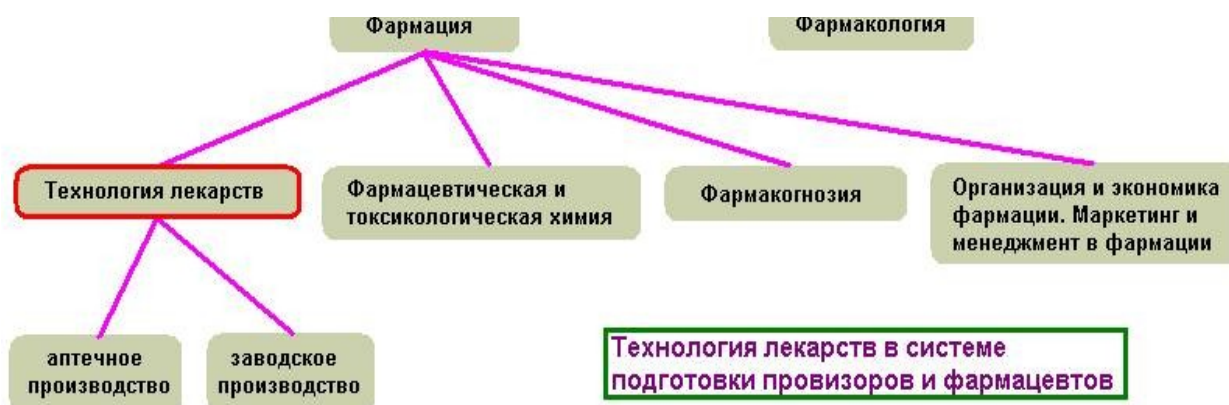 Фармация
Фармакология
Технология лекарств
Фармацевтическая и
токсикологическая химия
Фармакогнозия
Организация и экономика
фармации. Маркетинг и
менеджмент в фармации
аптечное
производство
заводское
производство
Технология лекарств в системе
подготовки провизоров и фармацевтов